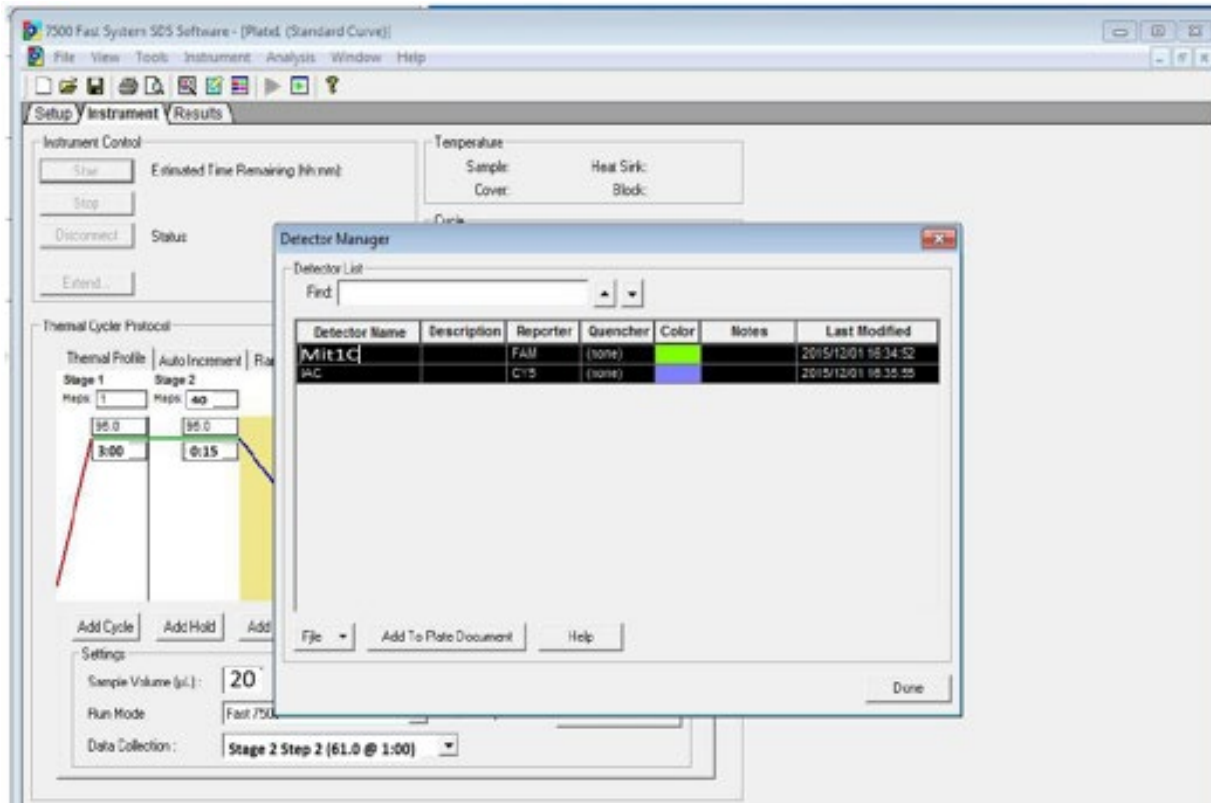 7500 Fast System SDS Software - [Plate1 (Standard Curve)]
File View Tools Instrument Analysis Window Help
Setup Instrument Results
Instrument Control
Start Estimated Time Remaining (hh:mm):
Stop
Disconnect Status:
Extend...
Temperature
Sample: Heat Sink:
Cover: Block:
Cycle
Thermal Cycler Protocol
Thermal Profile Auto Increment
Stage 1 Stage 2
Reps: 1 Reps: 40
95.0 95.0
3:00 0:15
Add Cycle Add Hold Add
Settings
Sample Volume (µL) : 20
Run Mode Fast 750
Data Collection : Stage 2 Step 2 (61.0 @ 1:00)
Detector Manager
Detector List
Find:
Detector Name Description Reporter Quencher Color Notes Last Modified
Mit1C FAM (none) 2015/12/01 16:34:52
IAC CY5 (none) 2015/12/01 16:35:55
File Add To Plate Document Help
Done